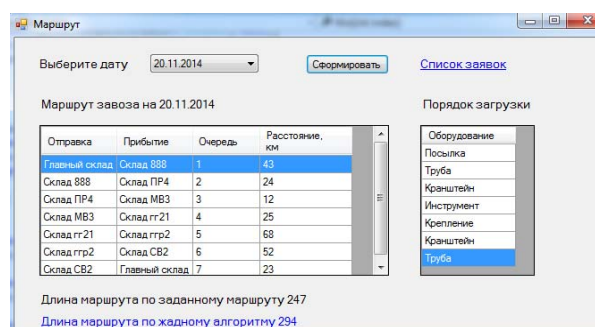 Маршрут
Выберите дату 20.11.2014 Сформировать Список заявок
Маршрут завоза на 20.11.2014 Порядок загрузки
Отправка Прибытие Очередь Расстояние, км Оборудование
Главный склад Склад 888 1 43 Посылка
Склад 888 Склад ПР4 2 24 Труба
Склад ПР4 Склад МВ3 3 12 Кранштейн
Склад МВ3 Склад гг21 4 25 Инструмент
Склад гг21 Склад ггр2 5 68 Крепление
Склад ггр2 Склад СВ2 6 52 Кранштейн
Склад СВ2 Главный склад 7 23 Труба
Длина маршрута по заданному маршруту 247
Длина маршрута по жадному алгоритму 294